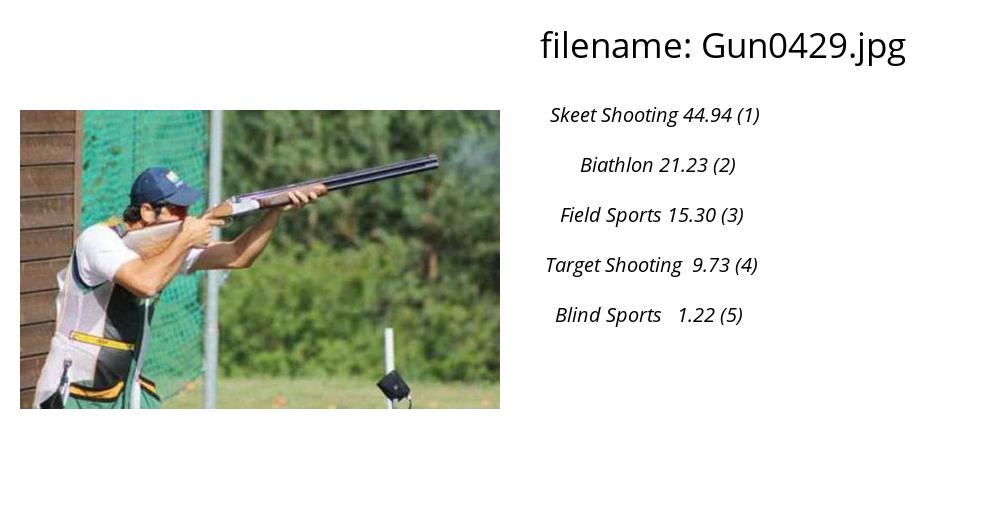 filename: Gun0429.jpg
Skeet Shooting 44.94 (1)
Biathlon 21.23 (2)
Field Sports 15.30 (3)
Target Shooting 9.73 (4)
Blind Sports 1.22 (5)